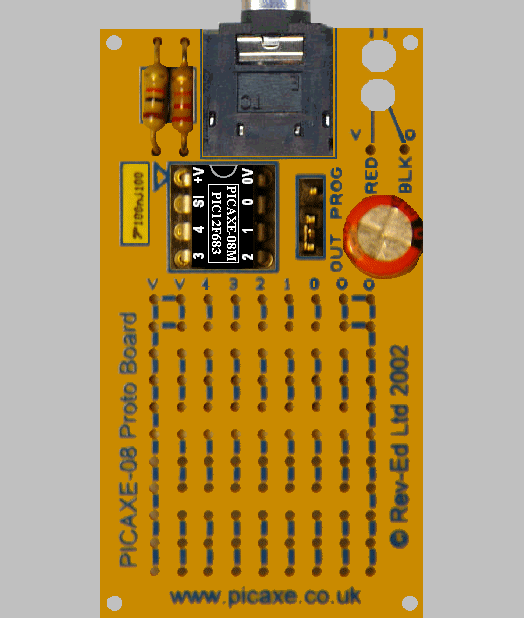 V 0
RED BLK
OUT PROG
100nJ100
+V SI 4 3
PICAXE-08M
PIC12F683
0V 0 1 2
V V 4 3 2 1 0 0 0
PICAXE-08 Proto Board
© Rev-Ed Ltd 2002
www.picaxe.co.uk